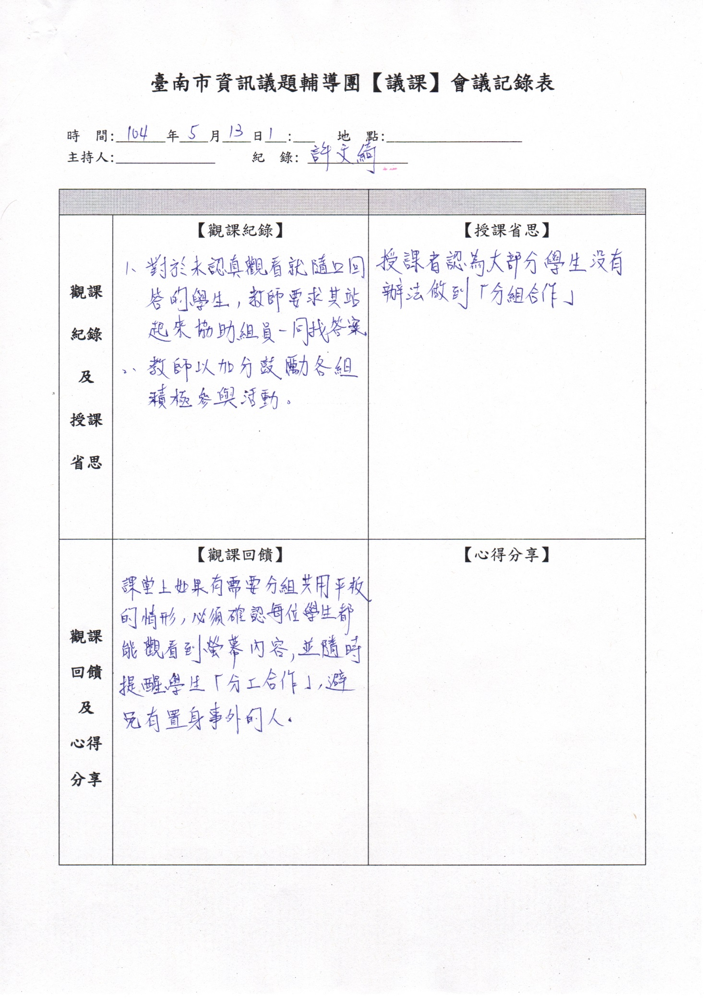 臺南市資訊議題輔導團【議課】會議記錄表
時　間:104年5月13日1:　地　點:
主持人:　紀　錄: 許文綺
【觀課紀錄】
1、對於未認真觀看就隨口回
答的學生,教師要求其站
起來協助組員一同找答案
2、教師以加分鼓勵各組
積極參與活動。
【授課省思】
授課者認為大部分學生没有
辦法做到「分組合作」
觀課
紀錄
及
授課
省思
【觀課回饋】
課堂上如果有需要分組共用平板
的情形,必須確認每位學生都
能觀看到螢幕內容,並隨時
提醒學生「分工合作」,避
免有置身事外的人.
【心得分享】
觀課
回饋
及
心得
分享